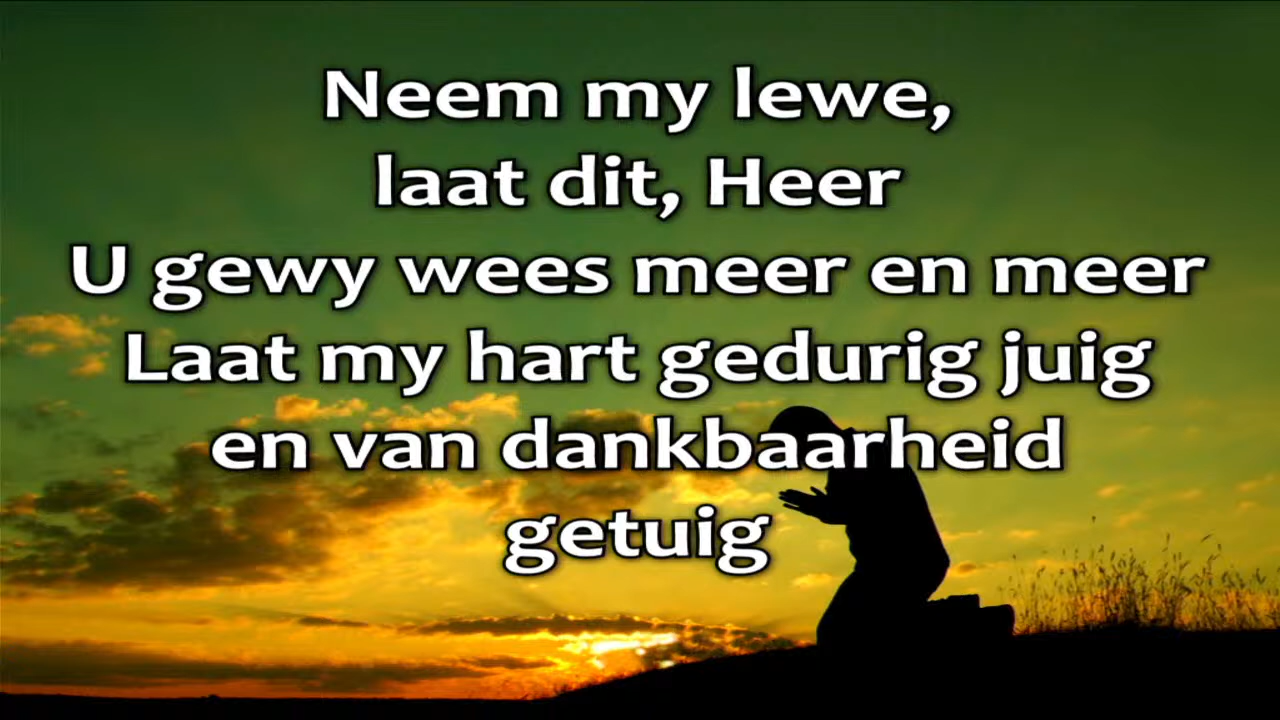 Neem my lewe,
laat dit, Heer
U gewy wees meer en meer
Laat my hart gedurig juig
en van dankbaarheid
getuig